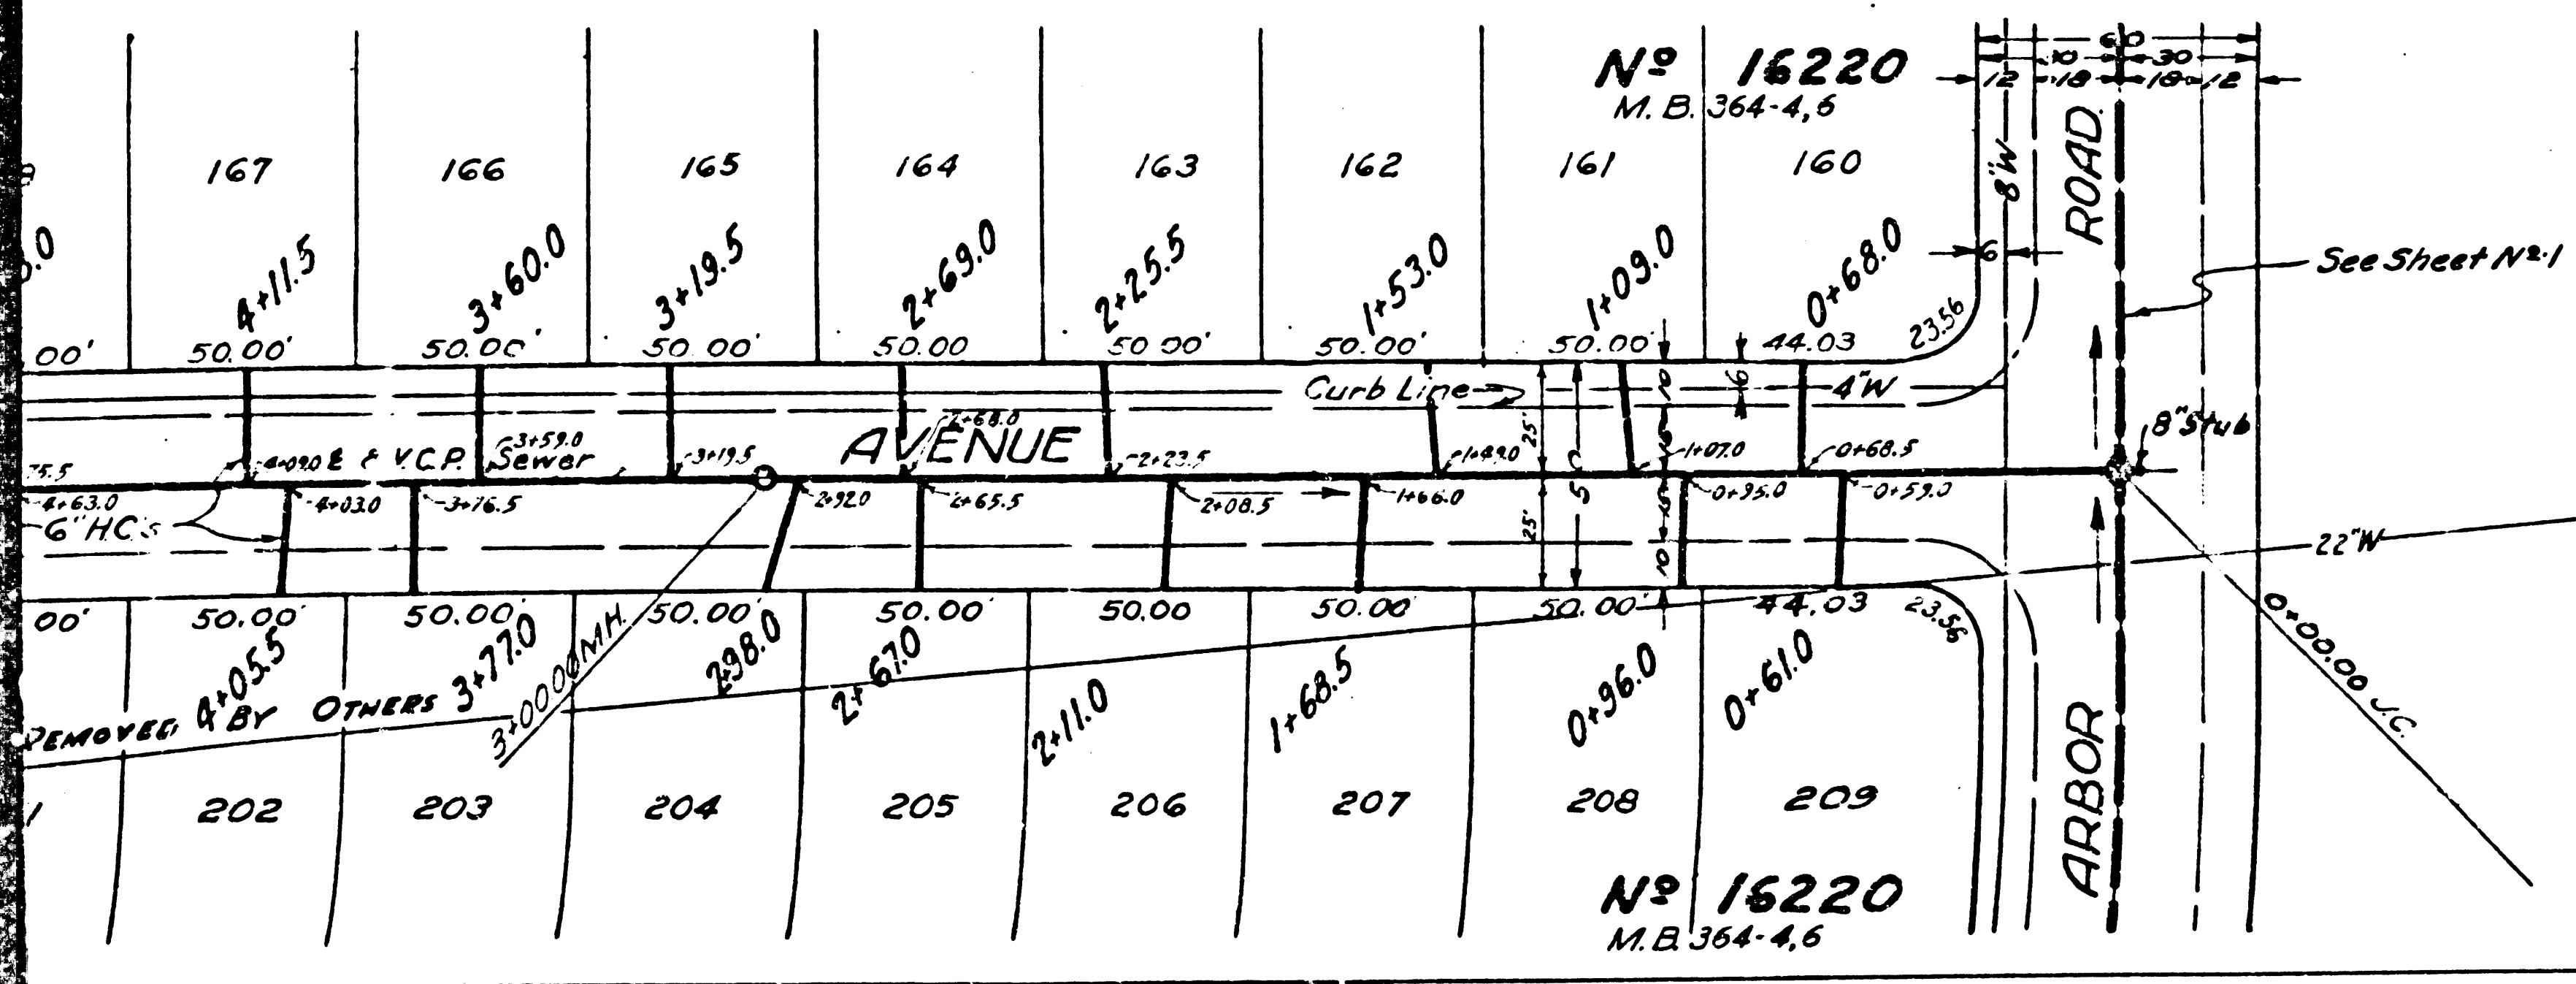 Nº 16220
M.B. 364-4,6
60
30 30
12 18 18 12
167 166 165 164 163 162 161 160
8"W
ROAD
4+11.5 3+60.0 3+19.5 2+69.0 2+25.5 1+53.0 1+09.0 0+68.0
6
See Sheet Nº 1
00' 50.00' 50.00' 50.00' 50.00 50.00' 50.00' 50.00' 44.03 23.56
Curb Line
10 6
4"W
8" Stub
25'
AVENUE
75.5 4+09.0 & V.C.P. Sewer 3+59.0 3+19.5 2+68.0 2+23.5 1+49.0 1+07.0 0+68.5
4+63.0 4+03.0 3+76.5 2+92.0 2+65.5 2+08.5 1+66.0 0+95.0 0+59.0
6" H.C's
25'
10
22"W
00' 50.00' 50.00' 50.00' 50.00' 50.00 50.00' 50.00' 44.03 23.56
4+05.5 3+77.0 2+98.0 2+67.0 2+11.0 1+68.5 0+96.0 0+61.0
3+00.00 M.H.
0+00.00 J.C.
REMOVED BY OTHERS
202 203 204 205 206 207 208 209
ARBOR
Nº 16220
M.B. 364-4,6